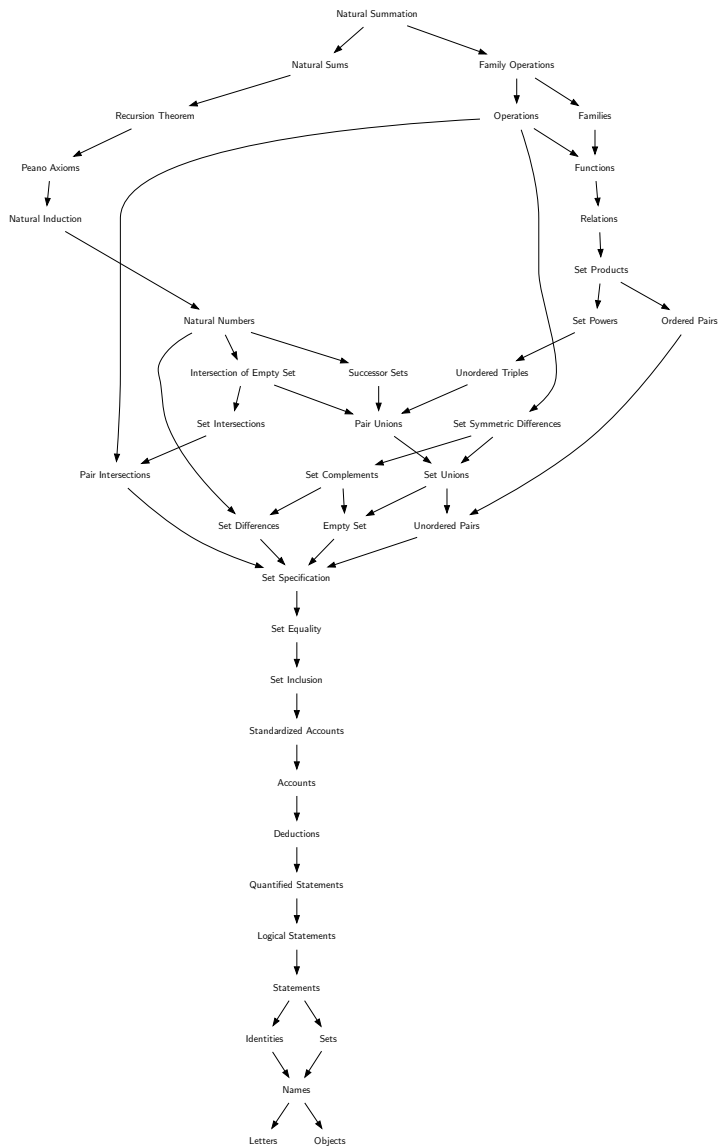 Natural Summation
Natural Sums
Family Operations
Recursion Theorem
Operations
Families
Peano Axioms
Functions
Natural Induction
Relations
Set Products
Natural Numbers
Set Powers
Ordered Pairs
Intersection of Empty Set
Successor Sets
Unordered Triples
Set Intersections
Pair Unions
Set Symmetric Differences
Pair Intersections
Set Complements
Set Unions
Set Differences
Empty Set
Unordered Pairs
Set Specification
Set Equality
Set Inclusion
Standardized Accounts
Accounts
Deductions
Quantified Statements
Logical Statements
Statements
Identities
Sets
Names
Letters
Objects